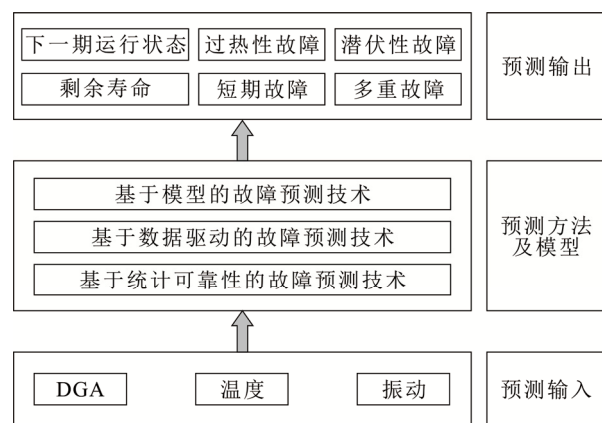 下一期运行状态 过热性故障 潜伏性故障
剩余寿命 短期故障 多重故障
预测输出
基于模型的故障预测技术
基于数据驱动的故障预测技术
基于统计可靠性的故障预测技术
预测方法
及模型
DGA 温度 振动
预测输入